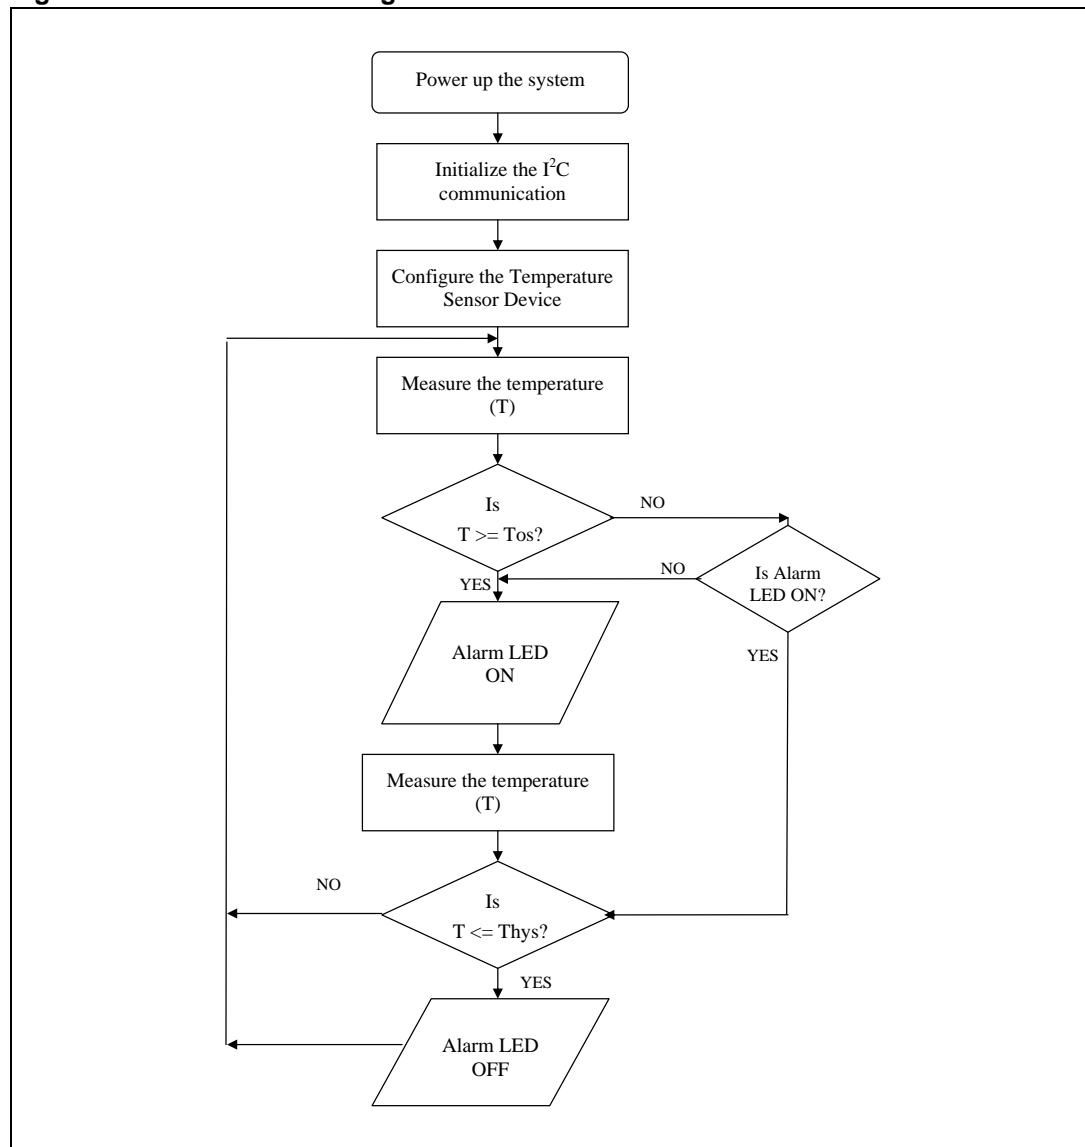 Power up the system
Initialize the I²C
communication
Configure the Temperature
Sensor Device
Measure the temperature
(T)
Is
T >= Tos?
NO
YES
NO
Is Alarm
LED ON?
YES
Alarm LED
ON
Measure the temperature
(T)
NO
Is
T <= Thys?
YES
Alarm LED
OFF